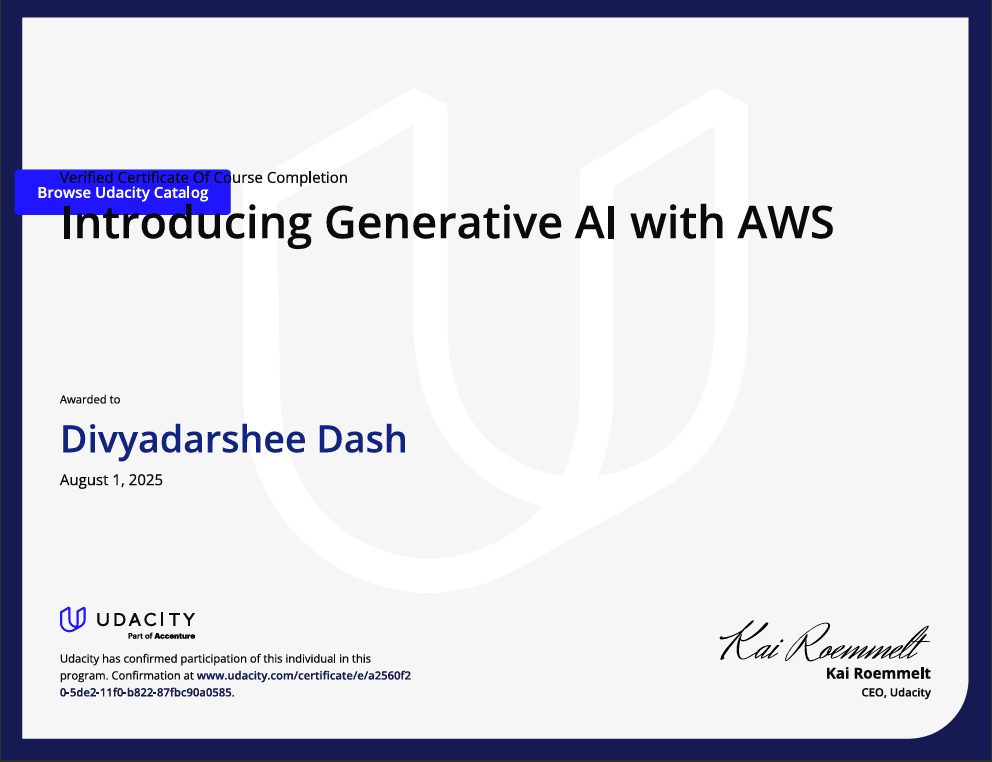 Verified Certificate Of Course Completion
Browse Udacity Catalog
Introducing Generative AI with AWS
Awarded to
Divyadarshee Dash
August 1, 2025
UDACITY
Part of Accenture
Udacity has confirmed participation of this individual in this
program. Confirmation at www.udacity.com/certificate/e/a2560f2
0-5de2-11f0-b822-87fbc90a0585.
Kai Roemmelt
Kai Roemmelt
CEO, Udacity